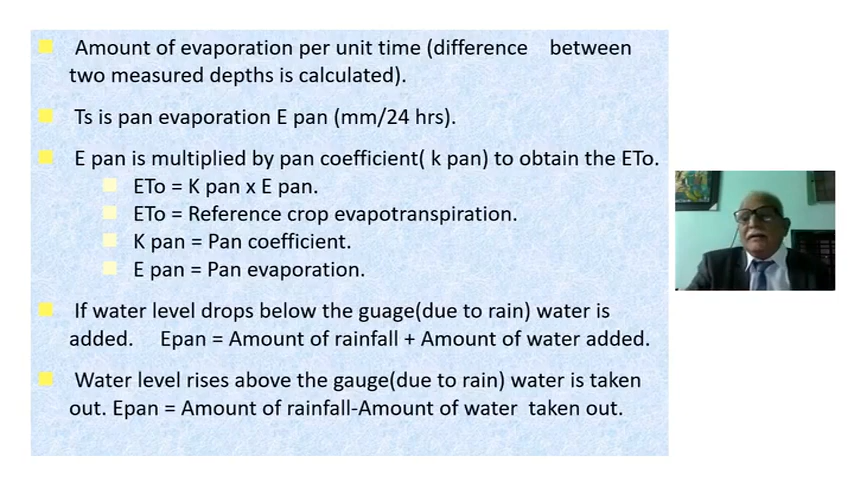 Amount of evaporation per unit time (difference between
two measured depths is calculated).
Ts is pan evaporation E pan (mm/24 hrs).
E pan is multiplied by pan coefficient( k pan) to obtain the ETo.
ETo = K pan x E pan.
ETo = Reference crop evapotranspiration.
K pan = Pan coefficient.
E pan = Pan evaporation.
If water level drops below the guage(due to rain) water is
added. Epan = Amount of rainfall + Amount of water added.
Water level rises above the gauge(due to rain) water is taken
out. Epan = Amount of rainfall-Amount of water taken out.